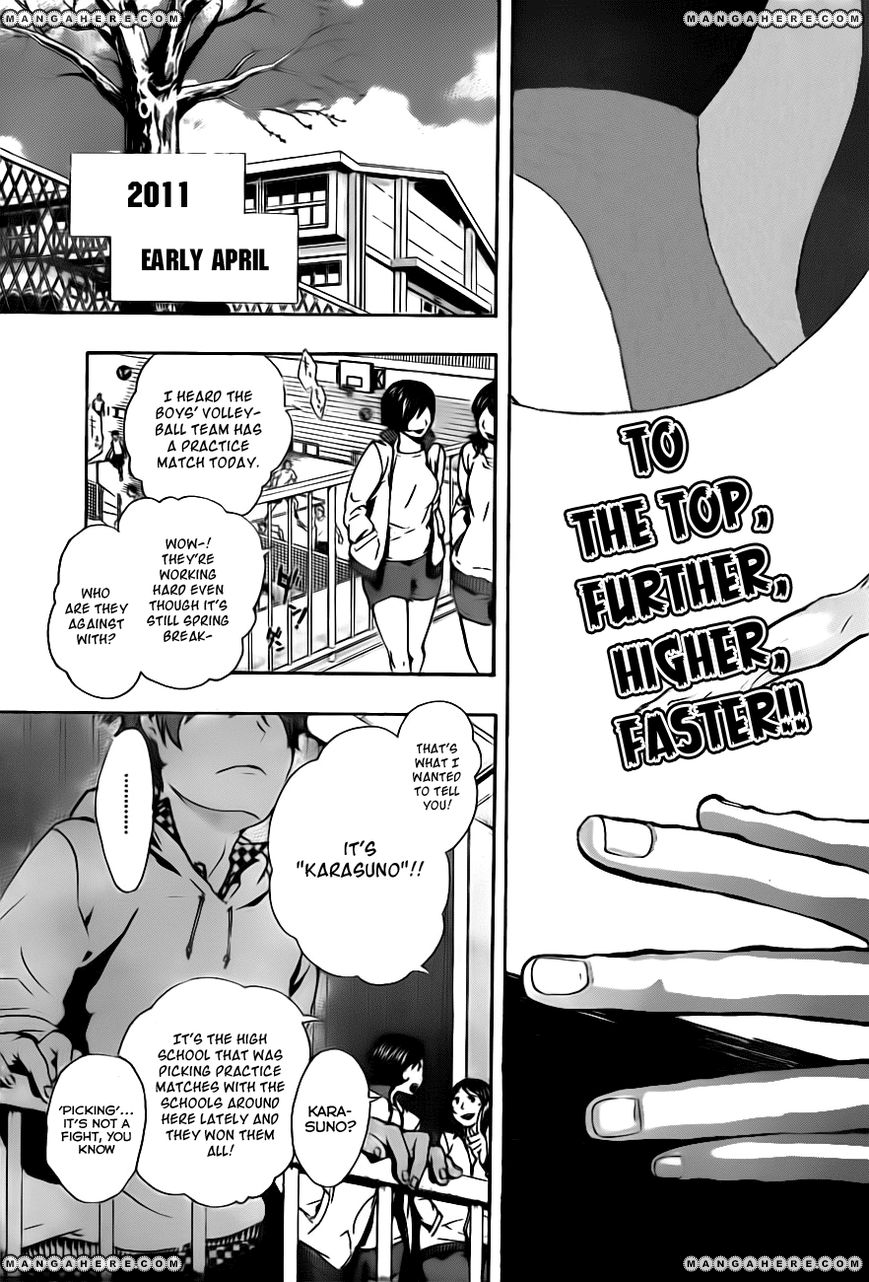 MANGAHERE.COM
MANGAHERE.COM
TO
THE TOP,
FURTHER,
HIGHER,
FASTER!!
2011
EARLY APRIL
I HEARD THE
BOYS' VOLLEY-
BALL TEAM HAS
A PRACTICE
MATCH TODAY.
WOW~!
THEY'RE
WORKING
HARD EVEN
THOUGH IT'S
STILL SPRING
BREAK~
WHO
ARE THEY
AGAINST
WITH?
THAT'S
WHAT I
WANTED
TO TELL
YOU!
IT'S
"KARASUNO"!!
.........
KARA-
SUNO?
IT'S THE HIGH
SCHOOL THAT WAS
PICKING PRACTICE
MATCHES WITH THE
SCHOOLS AROUND
HERE LATELY AND
THEY WON THEM
ALL!
'PICKING'...
IT'S NOT A
FIGHT, YOU
KNOW
MANGAHERE.COM
MANGAHERE.COM